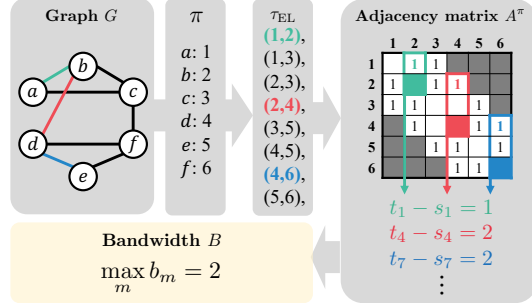 Graph G
π
τ_EL
Adjacency matrix A^π
a
b
c
d
e
f
a: 1
b: 2
c: 3
d: 4
e: 5
f: 6
(1,2),
(1,3),
(2,3),
(2,4),
(3,5),
(4,5),
(4,6),
(5,6),
1 2 3 4 5 6
1 1 1
2 1 1 1
3 1 1 1
4 1 1 1
5 1 1 1
6 1 1
t_1 − s_1 = 1
t_4 − s_4 = 2
t_7 − s_7 = 2
⋮
Bandwidth B
max_m b_m = 2